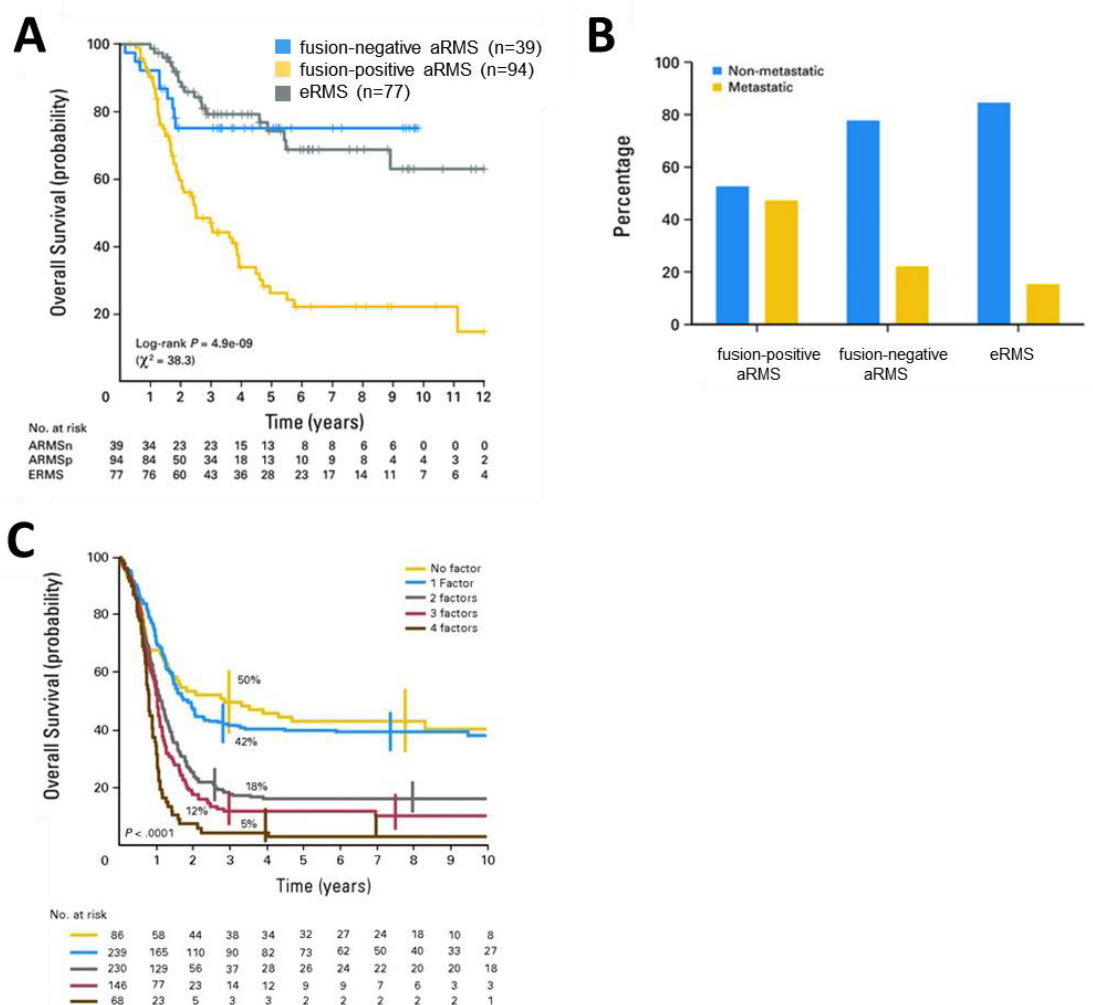 A
fusion-negative aRMS (n=39)
fusion-positive aRMS (n=94)
eRMS (n=77)
Overall Survival (probability)
100
80
60
40
20
Log-rank P = 4.9e-09
(χ² = 38.3)
0 1 2 3 4 5 6 7 8 9 10 11 12
Time (years)
No. at risk
ARMSn 39 34 23 23 15 13 8 8 6 6 0 0 0
ARMSp 94 84 50 34 18 13 10 9 8 4 4 3 2
ERMS 77 76 60 43 36 28 23 17 14 11 7 6 4
B
Non-metastatic
Metastatic
Percentage
100
80
60
40
20
0
fusion-positive
aRMS
fusion-negative
aRMS
eRMS
C
No factor
1 Factor
2 factors
3 factors
4 factors
Overall Survival (probability)
100
80
60
40
20
50%
42%
18%
12%
5%
P < .0001
0 1 2 3 4 5 6 7 8 9 10
Time (years)
No. at risk
86 58 44 38 34 32 27 24 18 10 8
239 165 110 90 82 73 62 50 40 33 27
230 129 56 37 28 26 24 22 20 20 18
146 77 23 14 12 9 9 7 6 3 3
68 23 5 3 3 2 2 2 2 2 1